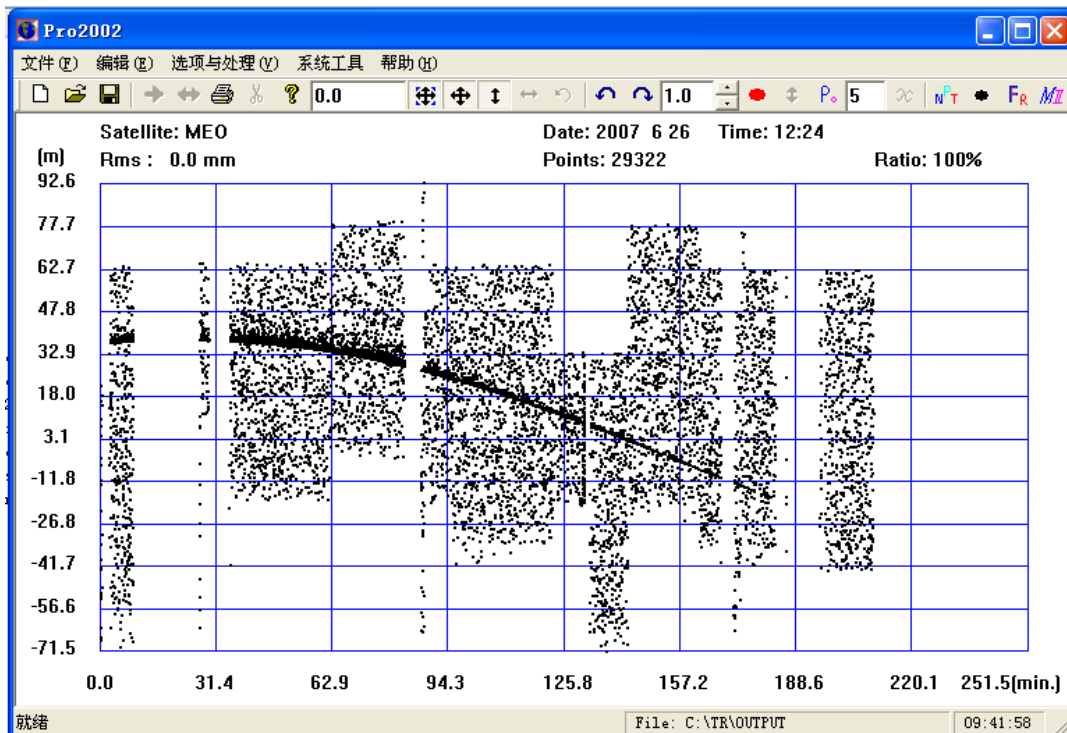 Pro2002
文件(F) 编辑(E) 选项与处理(V) 系统工具 帮助(H)
0.0 1.0 P. 5 NPT FR MII
Satellite: MEO Date: 2007 6 26 Time: 12:24
(m) Rms : 0.0 mm Points: 29322 Ratio: 100%
92.6
77.7
62.7
47.8
32.9
18.0
3.1
-11.8
-26.8
-41.7
-56.6
-71.5
0.0 31.4 62.9 94.3 125.8 157.2 188.6 220.1 251.5(min.)
就绪 File: C:\TR\OUTPUT 09:41:58